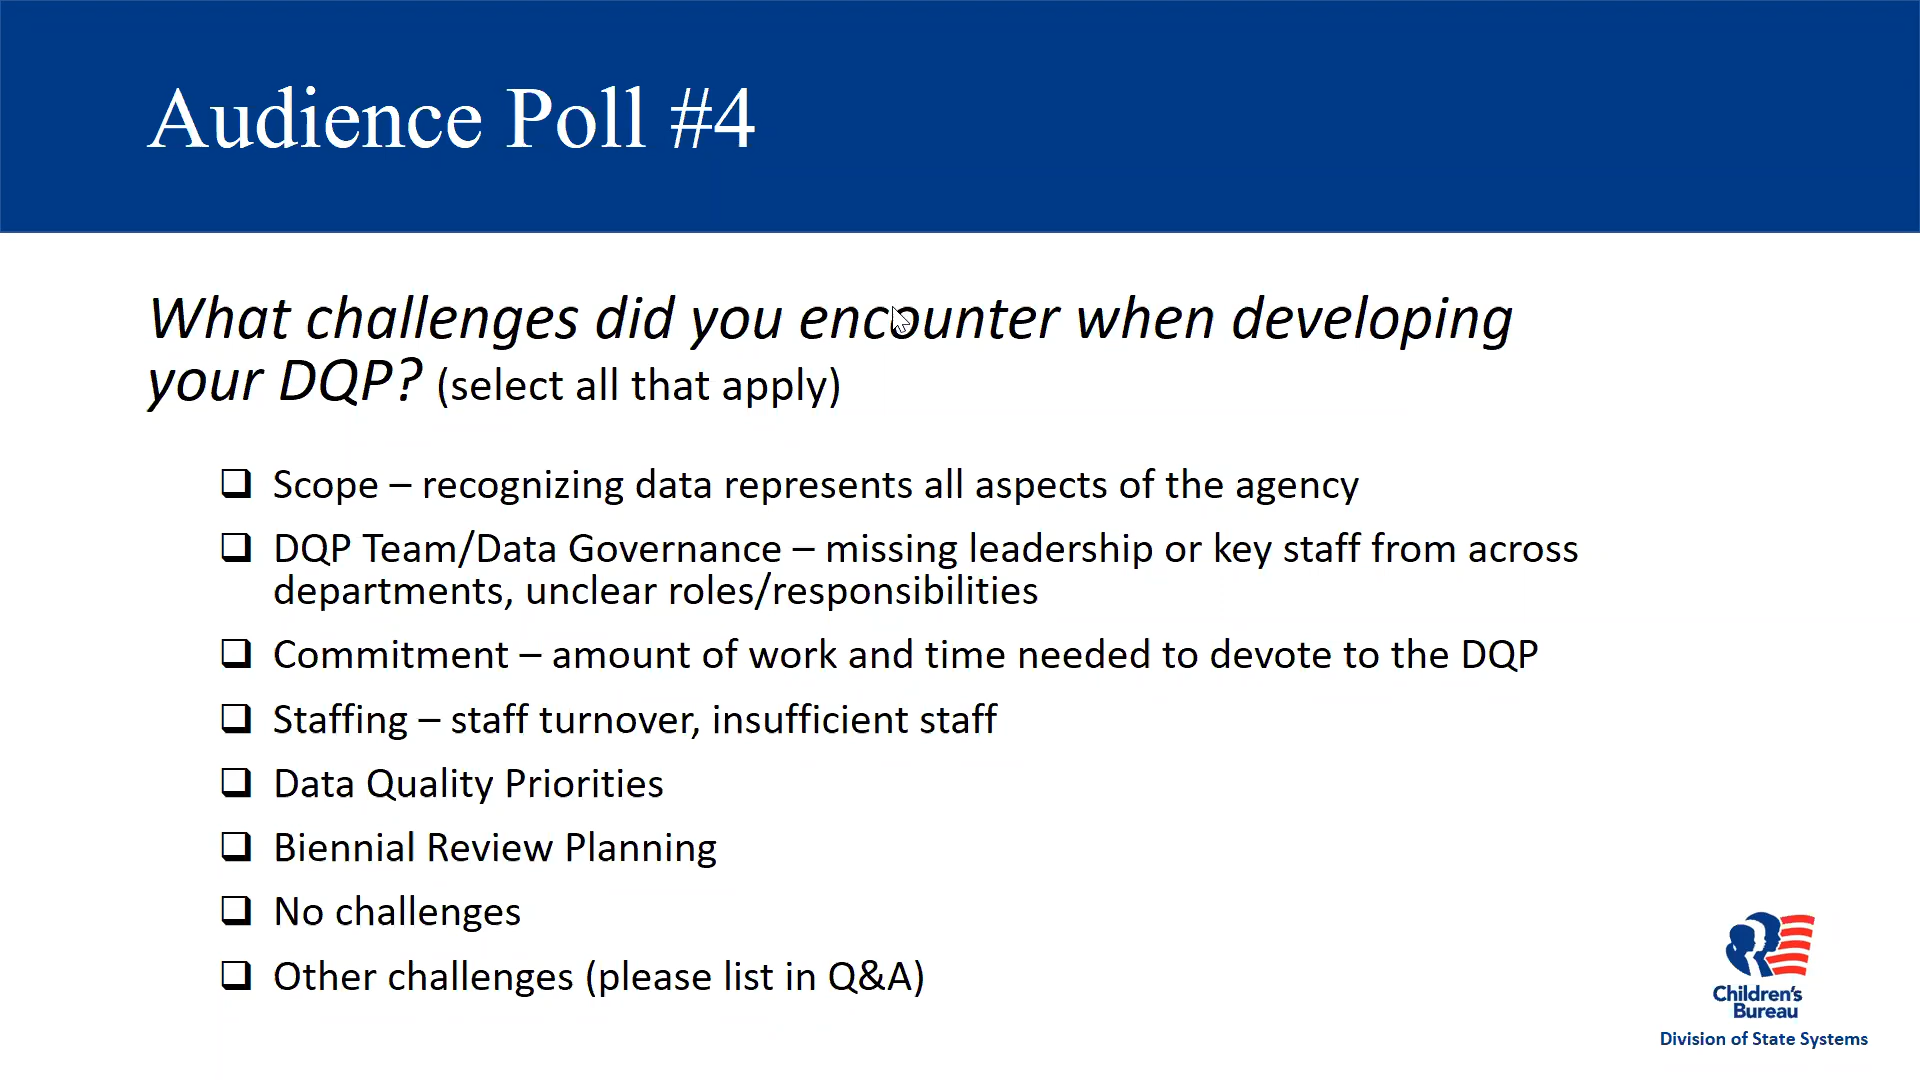 Audience Poll #4
What challenges did you encounter when developing
your DQP? (select all that apply)
Scope – recognizing data represents all aspects of the agency
DQP Team/Data Governance – missing leadership or key staff from across
departments, unclear roles/responsibilities
Commitment – amount of work and time needed to devote to the DQP
Staffing – staff turnover, insufficient staff
Data Quality Priorities
Biennial Review Planning
No challenges
Other challenges (please list in Q&A)
Children's
Bureau
Division of State Systems